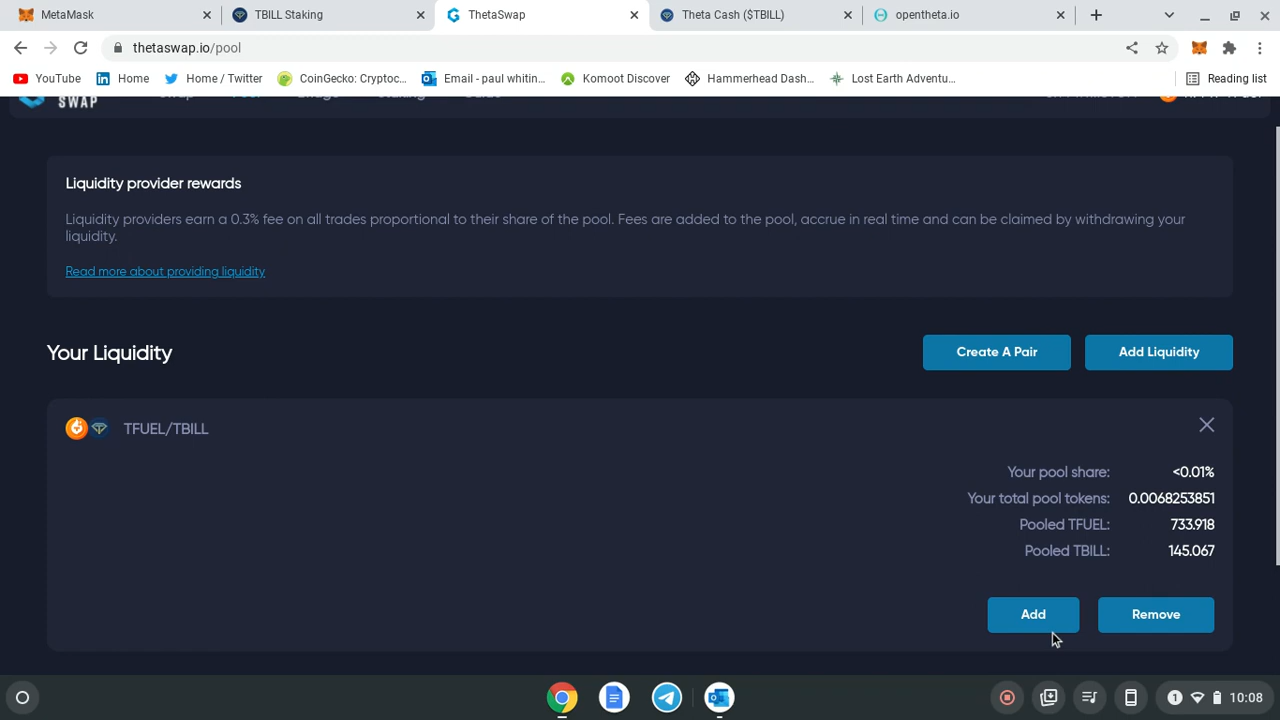 MetaMask
TBILL Staking
ThetaSwap
Theta Cash ($TBILL)
opentheta.io
thetaswap.io/pool
YouTube
Home
Home / Twitter
CoinGecko: Cryptoc...
Email - paul whitin...
Komoot Discover
Hammerhead Dash...
Lost Earth Adventu...
Reading list
SWAP
Liquidity provider rewards
Liquidity providers earn a 0.3% fee on all trades proportional to their share of the pool. Fees are added to the pool, accrue in real time and can be claimed by withdrawing your
liquidity.
Read more about providing liquidity
Your Liquidity
Create A Pair
Add Liquidity
TFUEL/TBILL
Your pool share: <0.01%
Your total pool tokens: 0.0068253851
Pooled TFUEL: 733.918
Pooled TBILL: 145.067
Add
Remove
1
10:08